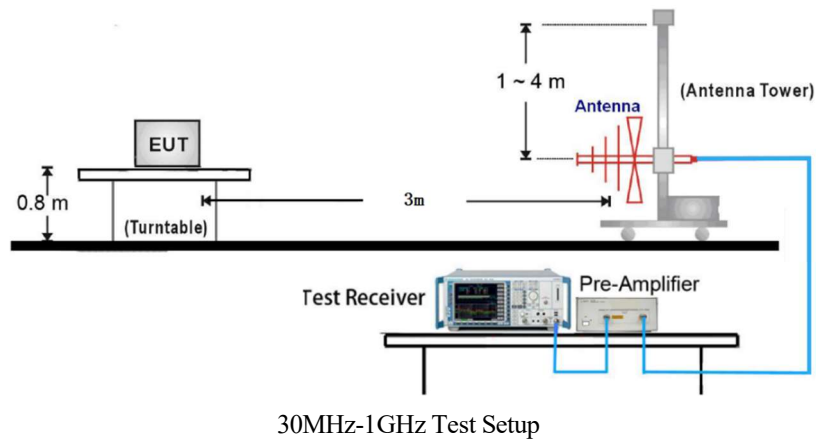 1 ~ 4 m
(Antenna Tower)
Antenna
EUT
0.8 m
3m
(Turntable)
Test Receiver
Pre-Amplifier
30MHz-1GHz Test Setup